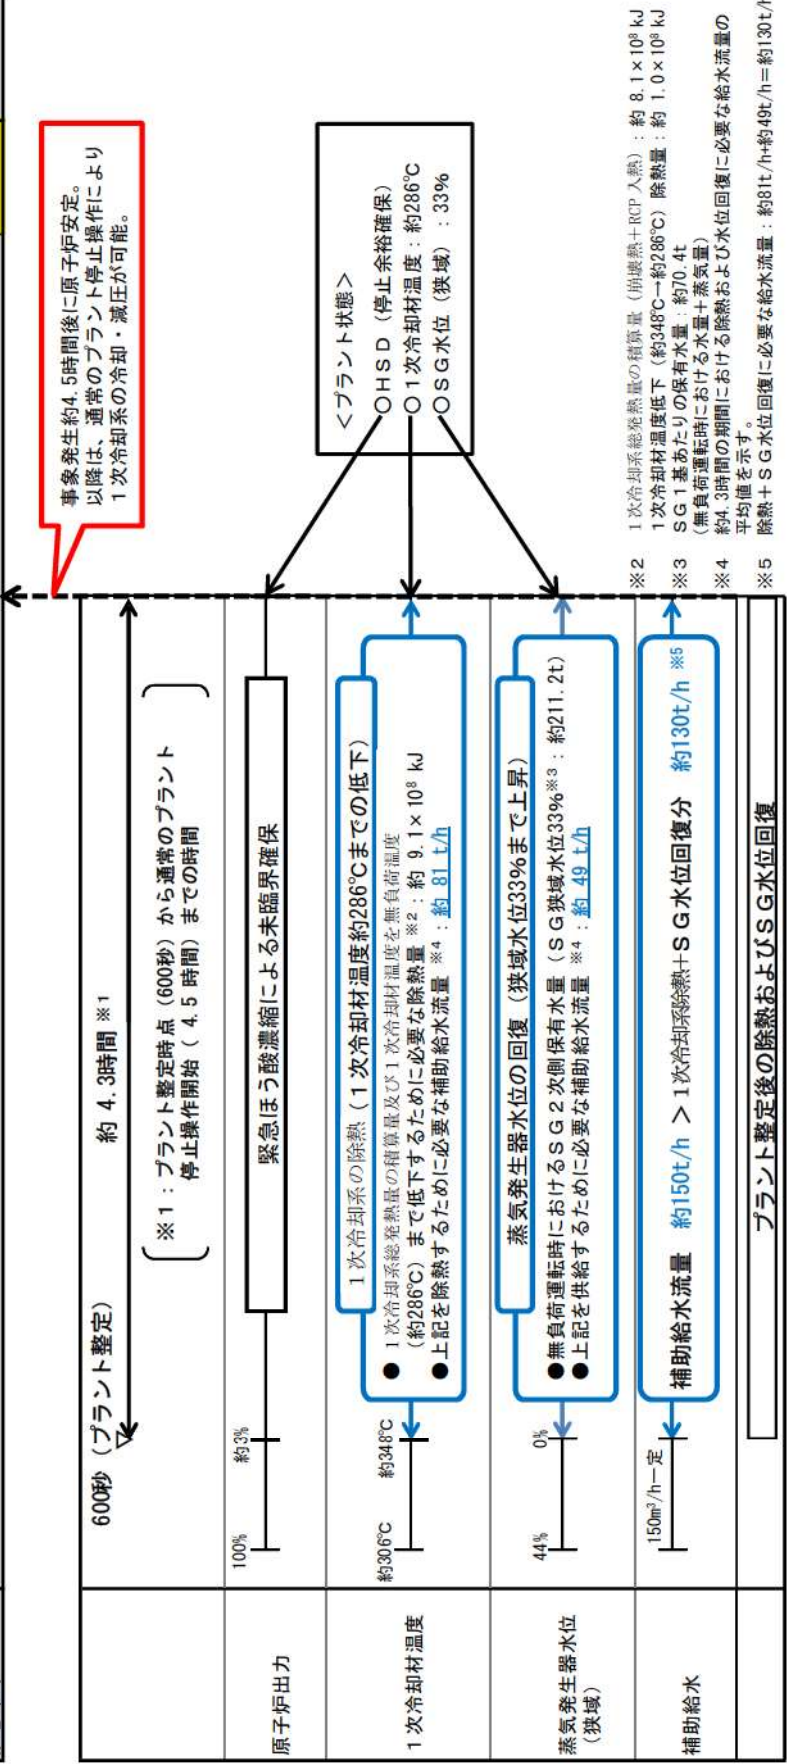 事象発生約4.5時間後に原子炉安定。
以降は、通常のプラント停止操作により
1次冷却系の冷却・減圧が可能。
600秒(プラント整定)
約 4.3時間 ※1
※1:プラント整定時点(600秒)から通常のプラント
停止操作開始( 4.5 時間)までの時間
原子炉出力
100%
約3%
緊急ほう酸濃縮による未臨界確保
<プラント状態>
○HSD(停止余裕確保)
○1次冷却材温度:約286℃
○SG水位(狭域):33%
1次冷却材温度
約306℃
約348℃
1次冷却系の除熱(1次冷却材温度約286℃までの低下)
● 1次冷却系総発熱量の積算量及び1次冷却材温度を無負荷温度
(約286℃)まで低下するために必要な除熱量※2:約 9.1×10⁸ kJ
●上記を除熱するために必要な補助給水流量 ※4:約 81 t/h
蒸気発生器水位
(狭域)
44%
0%
蒸気発生器水位の回復(狭域水位33%まで上昇)
●無負荷運転時におけるSG2次側保有水量(SG狭域水位33%※3:約211.2t)
●上記を供給するために必要な補助給水流量 ※4:約 49 t/h
補助給水
150m³/h一定
補助給水流量 約150t/h > 1次冷却系除熱+SG水位回復分 約130t/h ※5
プラント整定後の除熱およびSG水位回復
※2 1次冷却系総発熱量の積算量(崩壊熱+RCP入熱):約 8.1×10⁸ kJ
1次冷却材温度低下(約348℃→約286℃)除熱量:約 1.0×10⁸ kJ
※3 SG1基あたりの保有水量:約70.4t
(無負荷運転時における水量+蒸気量)
※4 約4.3時間の期間における除熱および水位回復に必要な給水流量の
平均値を示す。
※5 除熱+SG水位回復に必要な給水流量:約81t/h+約49t/h=約130t/h